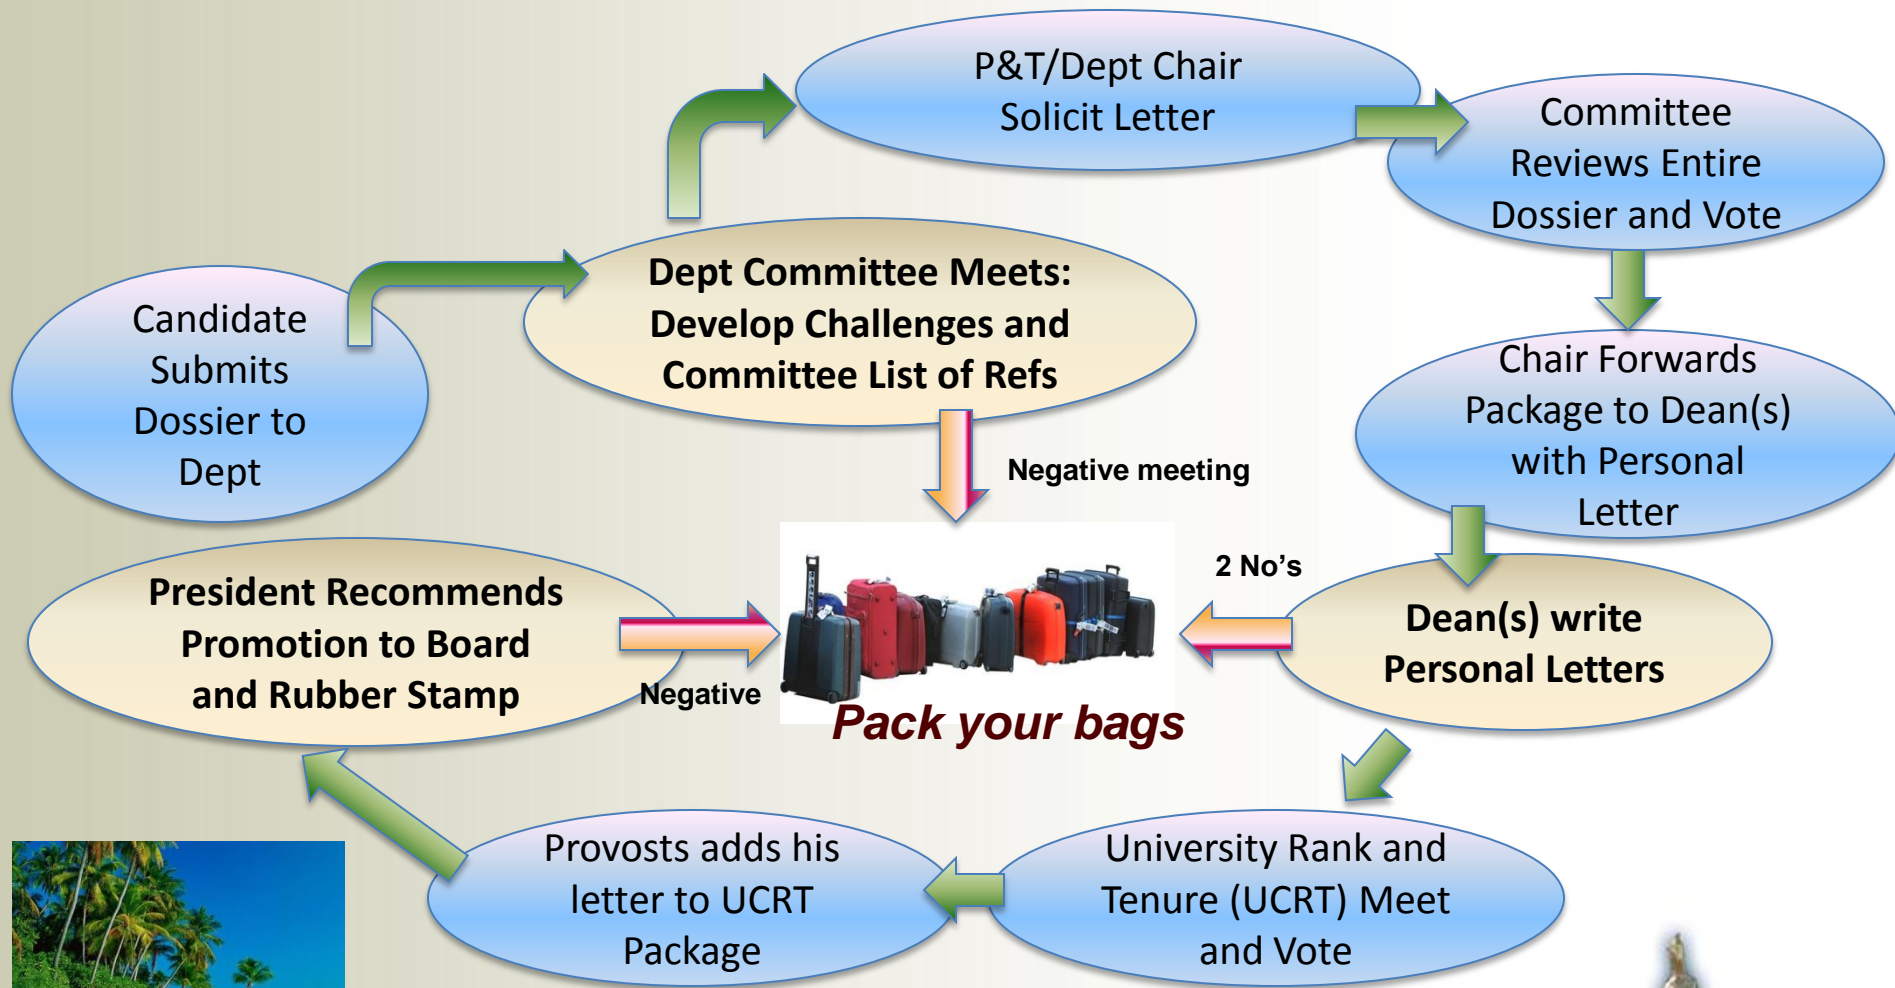 P&T/Dept Chair
Solicit Letter
Committee
Reviews Entire
Dossier and Vote
Dept Committee Meets:
Develop Challenges and
Committee List of Refs
Candidate
Submits
Dossier to
Dept
Chair Forwards
Package to Dean(s)
with Personal
Letter
Negative meeting
2 No's
President Recommends
Promotion to Board
and Rubber Stamp
Negative
Dean(s) write
Personal Letters
Pack your bags
Provosts adds his
letter to UCRT
Package
University Rank and
Tenure (UCRT) Meet
and Vote